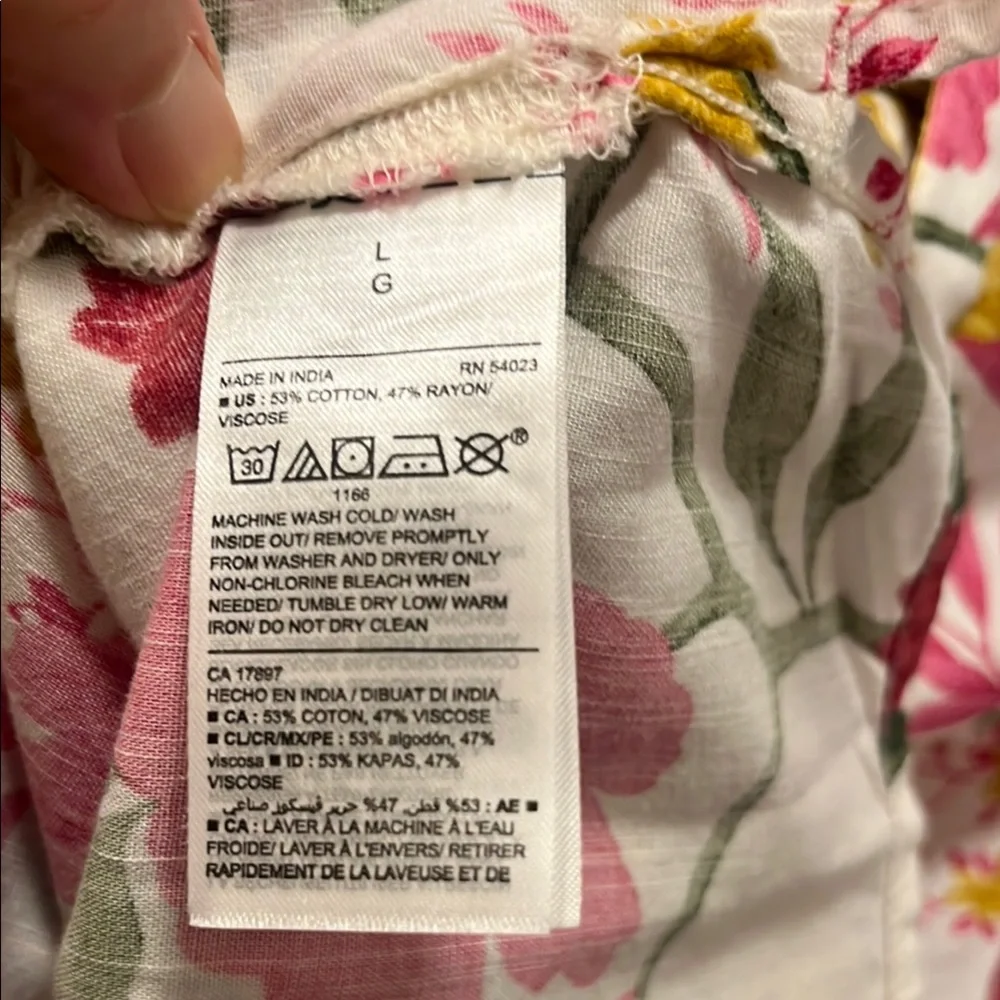 L
G
MADE IN INDIA RN 54023
■ US : 53% COTTON, 47% RAYON/
VISCOSE
30 ®
1166
MACHINE WASH COLD/ WASH
INSIDE OUT/ REMOVE PROMPTLY
FROM WASHER AND DRYER/ ONLY
NON-CHLORINE BLEACH WHEN
NEEDED/ TUMBLE DRY LOW/ WARM
IRON/ DO NOT DRY CLEAN
CA 17897
HECHO EN INDIA / DIBUAT DI INDIA
■ CA : 53% COTON, 47% VISCOSE
■ CL/CR/MX/PE : 53% algodón, 47%
viscosa ■ ID : 53% KAPAS, 47%
VISCOSE
■ AE : 53% قطن, 47% حرير فيسكوز صناعي
■ CA : LAVER À LA MACHINE À L'EAU
FROIDE/ LAVER À L'ENVERS/ RETIRER
RAPIDEMENT DE LA LAVEUSE ET DE